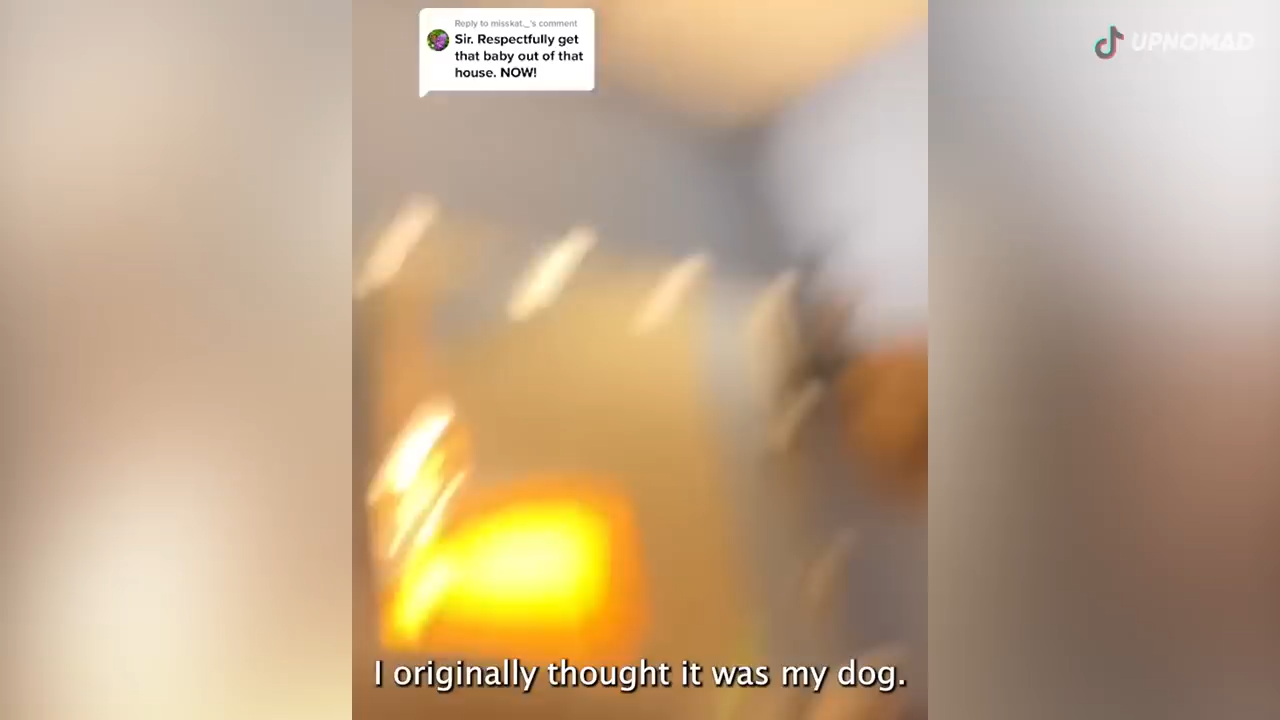 Reply to misskat._'s comment
Sir. Respectfully get
that baby out of that
house. NOW!
UPNOMAD
I originally thought it was my dog.